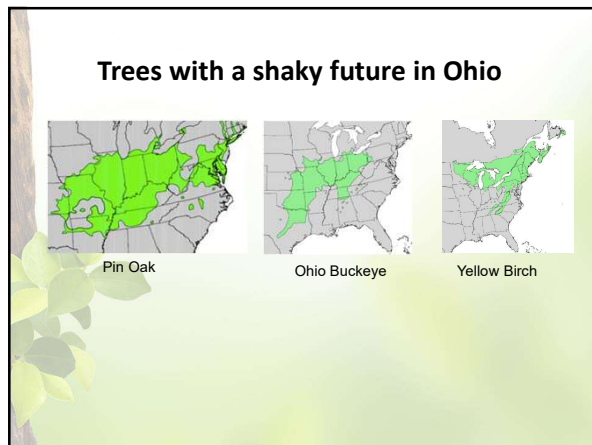 Trees with a shaky future in Ohio
Pin Oak
Ohio Buckeye
Yellow Birch